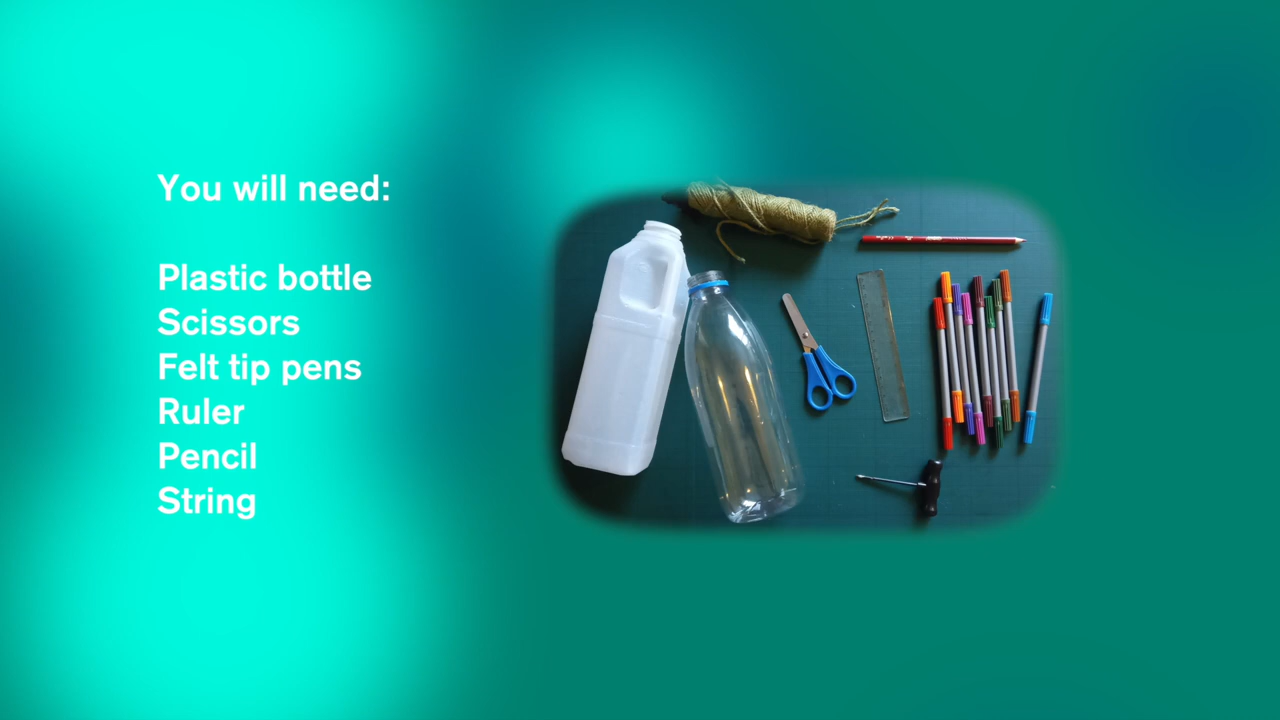 You will need:
Plastic bottle
Scissors
Felt tip pens
Ruler
Pencil
String